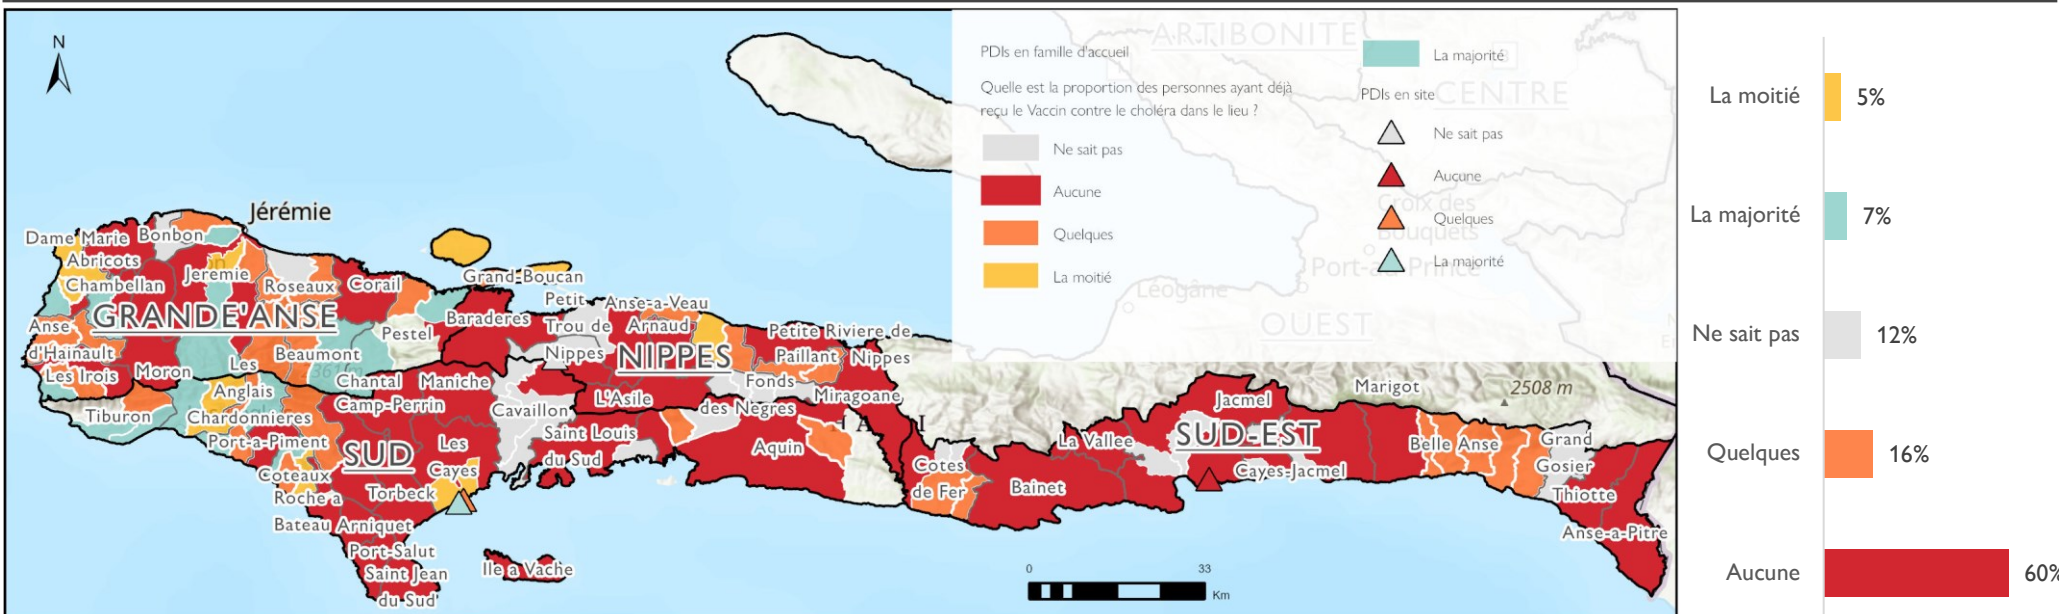 N
ARTIBONITE
PDIs en famille d'accueil
Quelle est la proportion des personnes ayant déjà
reçu le Vaccin contre le choléra dans le lieu ?
Ne sait pas
Aucune
Quelques
La moitié
La majorité
PDIs en site
CENTRE
Ne sait pas
Aucune
Croix des
Quelques
Bouquets
La majorité
Port-au-Prince
Léogâne
OUEST
Jérémie
Dame Marie
Bonbon
Abricots
Jeremie
Chambellan
Roseaux
Corail
Grand-Boucan
GRANDE'ANSE
Petit
Anse-a-Veau
Trou de
Nippes
Baraderes
Arnaud
Petite Riviere de
Nippes
Paillant
Anse
d'Hainault
Pestel
Beaumont
NIPPES
Les Irois
Moron
Les
Anglais
Chantal
Maniche
Camp-Perrin
Fonds
des Negres
L'Asile
Miragoane
Tiburon
Chardonnieres
Port-a-Piment
Cavaillon
Saint Louis
du Sud
Aquin
SUD
Les
Cayes
Coteaux
Roche a
Bateau
Torbeck
Arniquet
Port-Salut
Saint Jean
du Sud
Ile a Vache
Marigot
2508 m
Jacmel
La Vallee
SUD-EST
Cayes-Jacmel
Belle Anse
Grand
Gosier
Thiotte
Anse-a-Pitre
Cotes
de Fer
Bainet
0 33
Km
La moitié 5%
La majorité 7%
Ne sait pas 12%
Quelques 16%
Aucune 60%